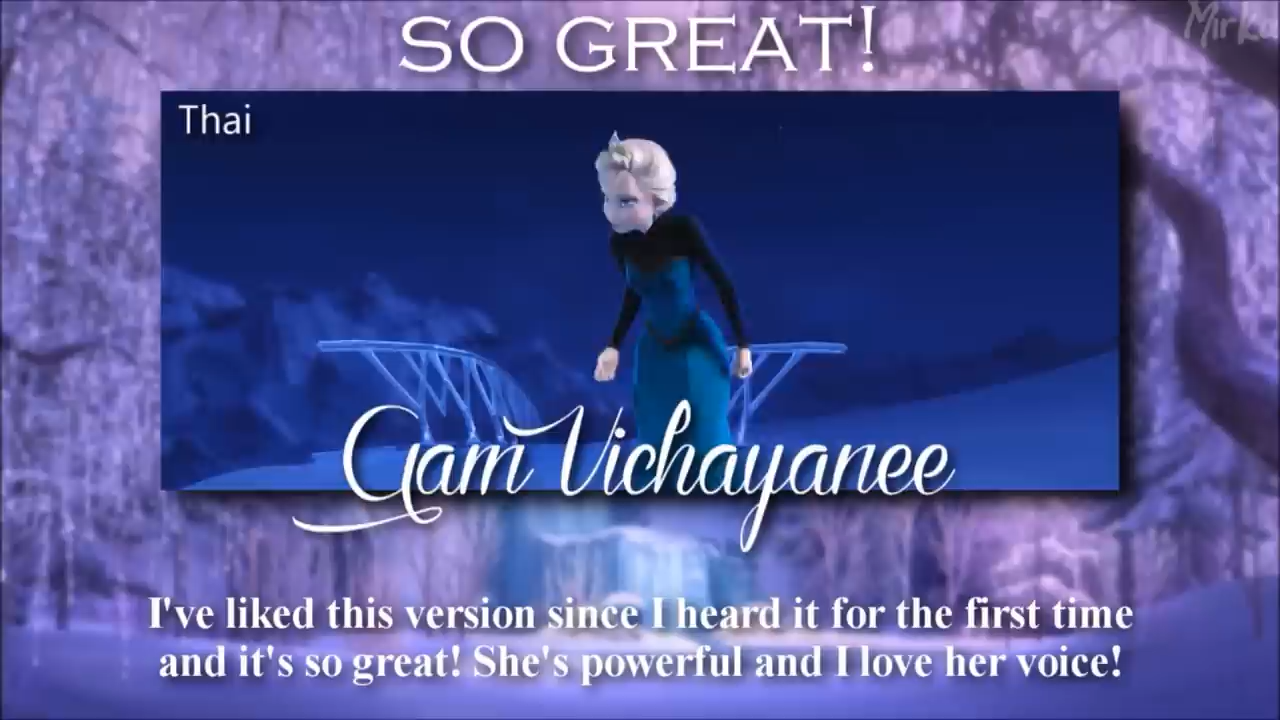 SO GREAT!
Mirka
Thai
Gam Vichayanee
I've liked this version since I heard it for the first time
and it's so great! She's powerful and I love her voice!